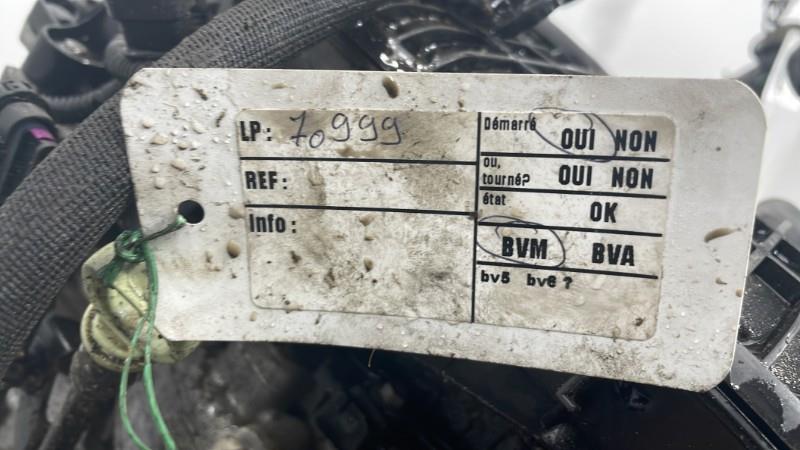 LP: 70999
REF:
Info:
Démarré OUI NON
ou, tourné? OUI NON
état OK
BVM BVA
bv5 bv6 ?